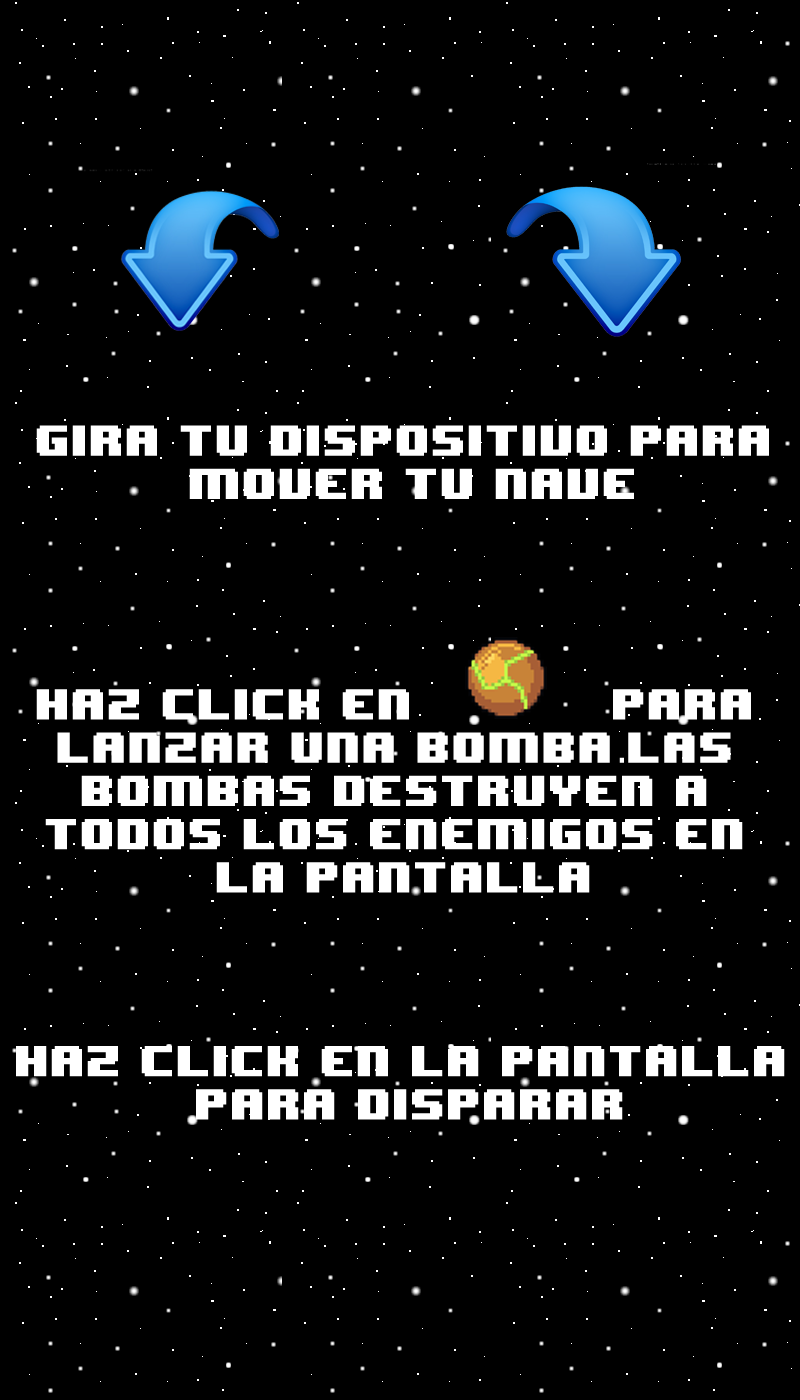 GIRA TU DISPOSITIVO PARA
MOVER TU NAVE
HAZ CLICK EN PARA
LANZAR UNA BOMBA.LAS
BOMBAS DESTRUYEN A
TODOS LOS ENEMIGOS EN
LA PANTALLA
HAZ CLICK EN LA PANTALLA
PARA DISPARAR